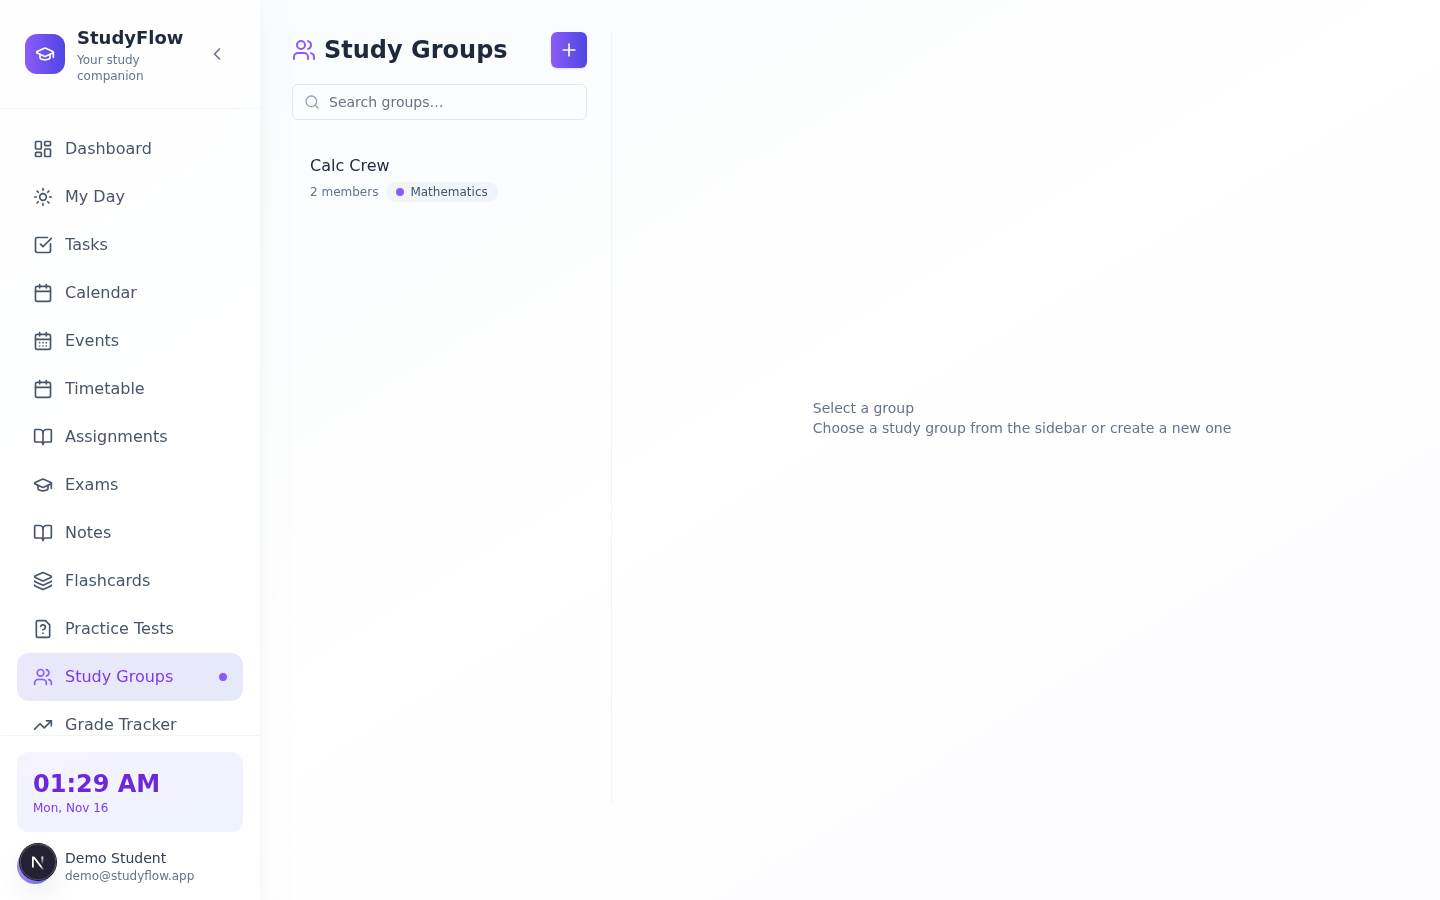 StudyFlow
Your study
companion
Dashboard
My Day
Tasks
Calendar
Events
Timetable
Assignments
Exams
Notes
Flashcards
Practice Tests
Study Groups
Grade Tracker
01:29 AM
Mon, Nov 16
N
Demo Student
demo@studyflow.app
Study Groups
Search groups...
Calc Crew
2 members
Mathematics
Select a group
Choose a study group from the sidebar or create a new one